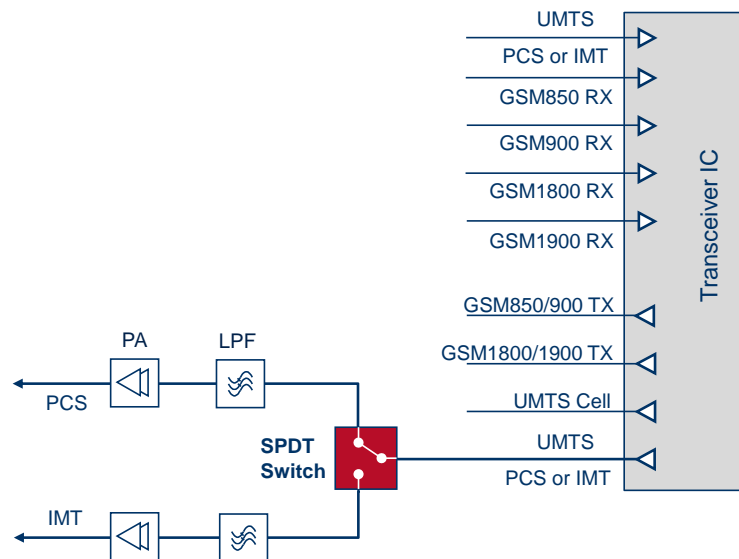 UMTS
PCS or IMT
GSM850 RX
GSM900 RX
GSM1800 RX
GSM1900 RX
Transceiver IC
GSM850/900 TX
GSM1800/1900 TX
UMTS Cell
UMTS
PCS or IMT
PA
LPF
PCS
SPDT
Switch
IMT